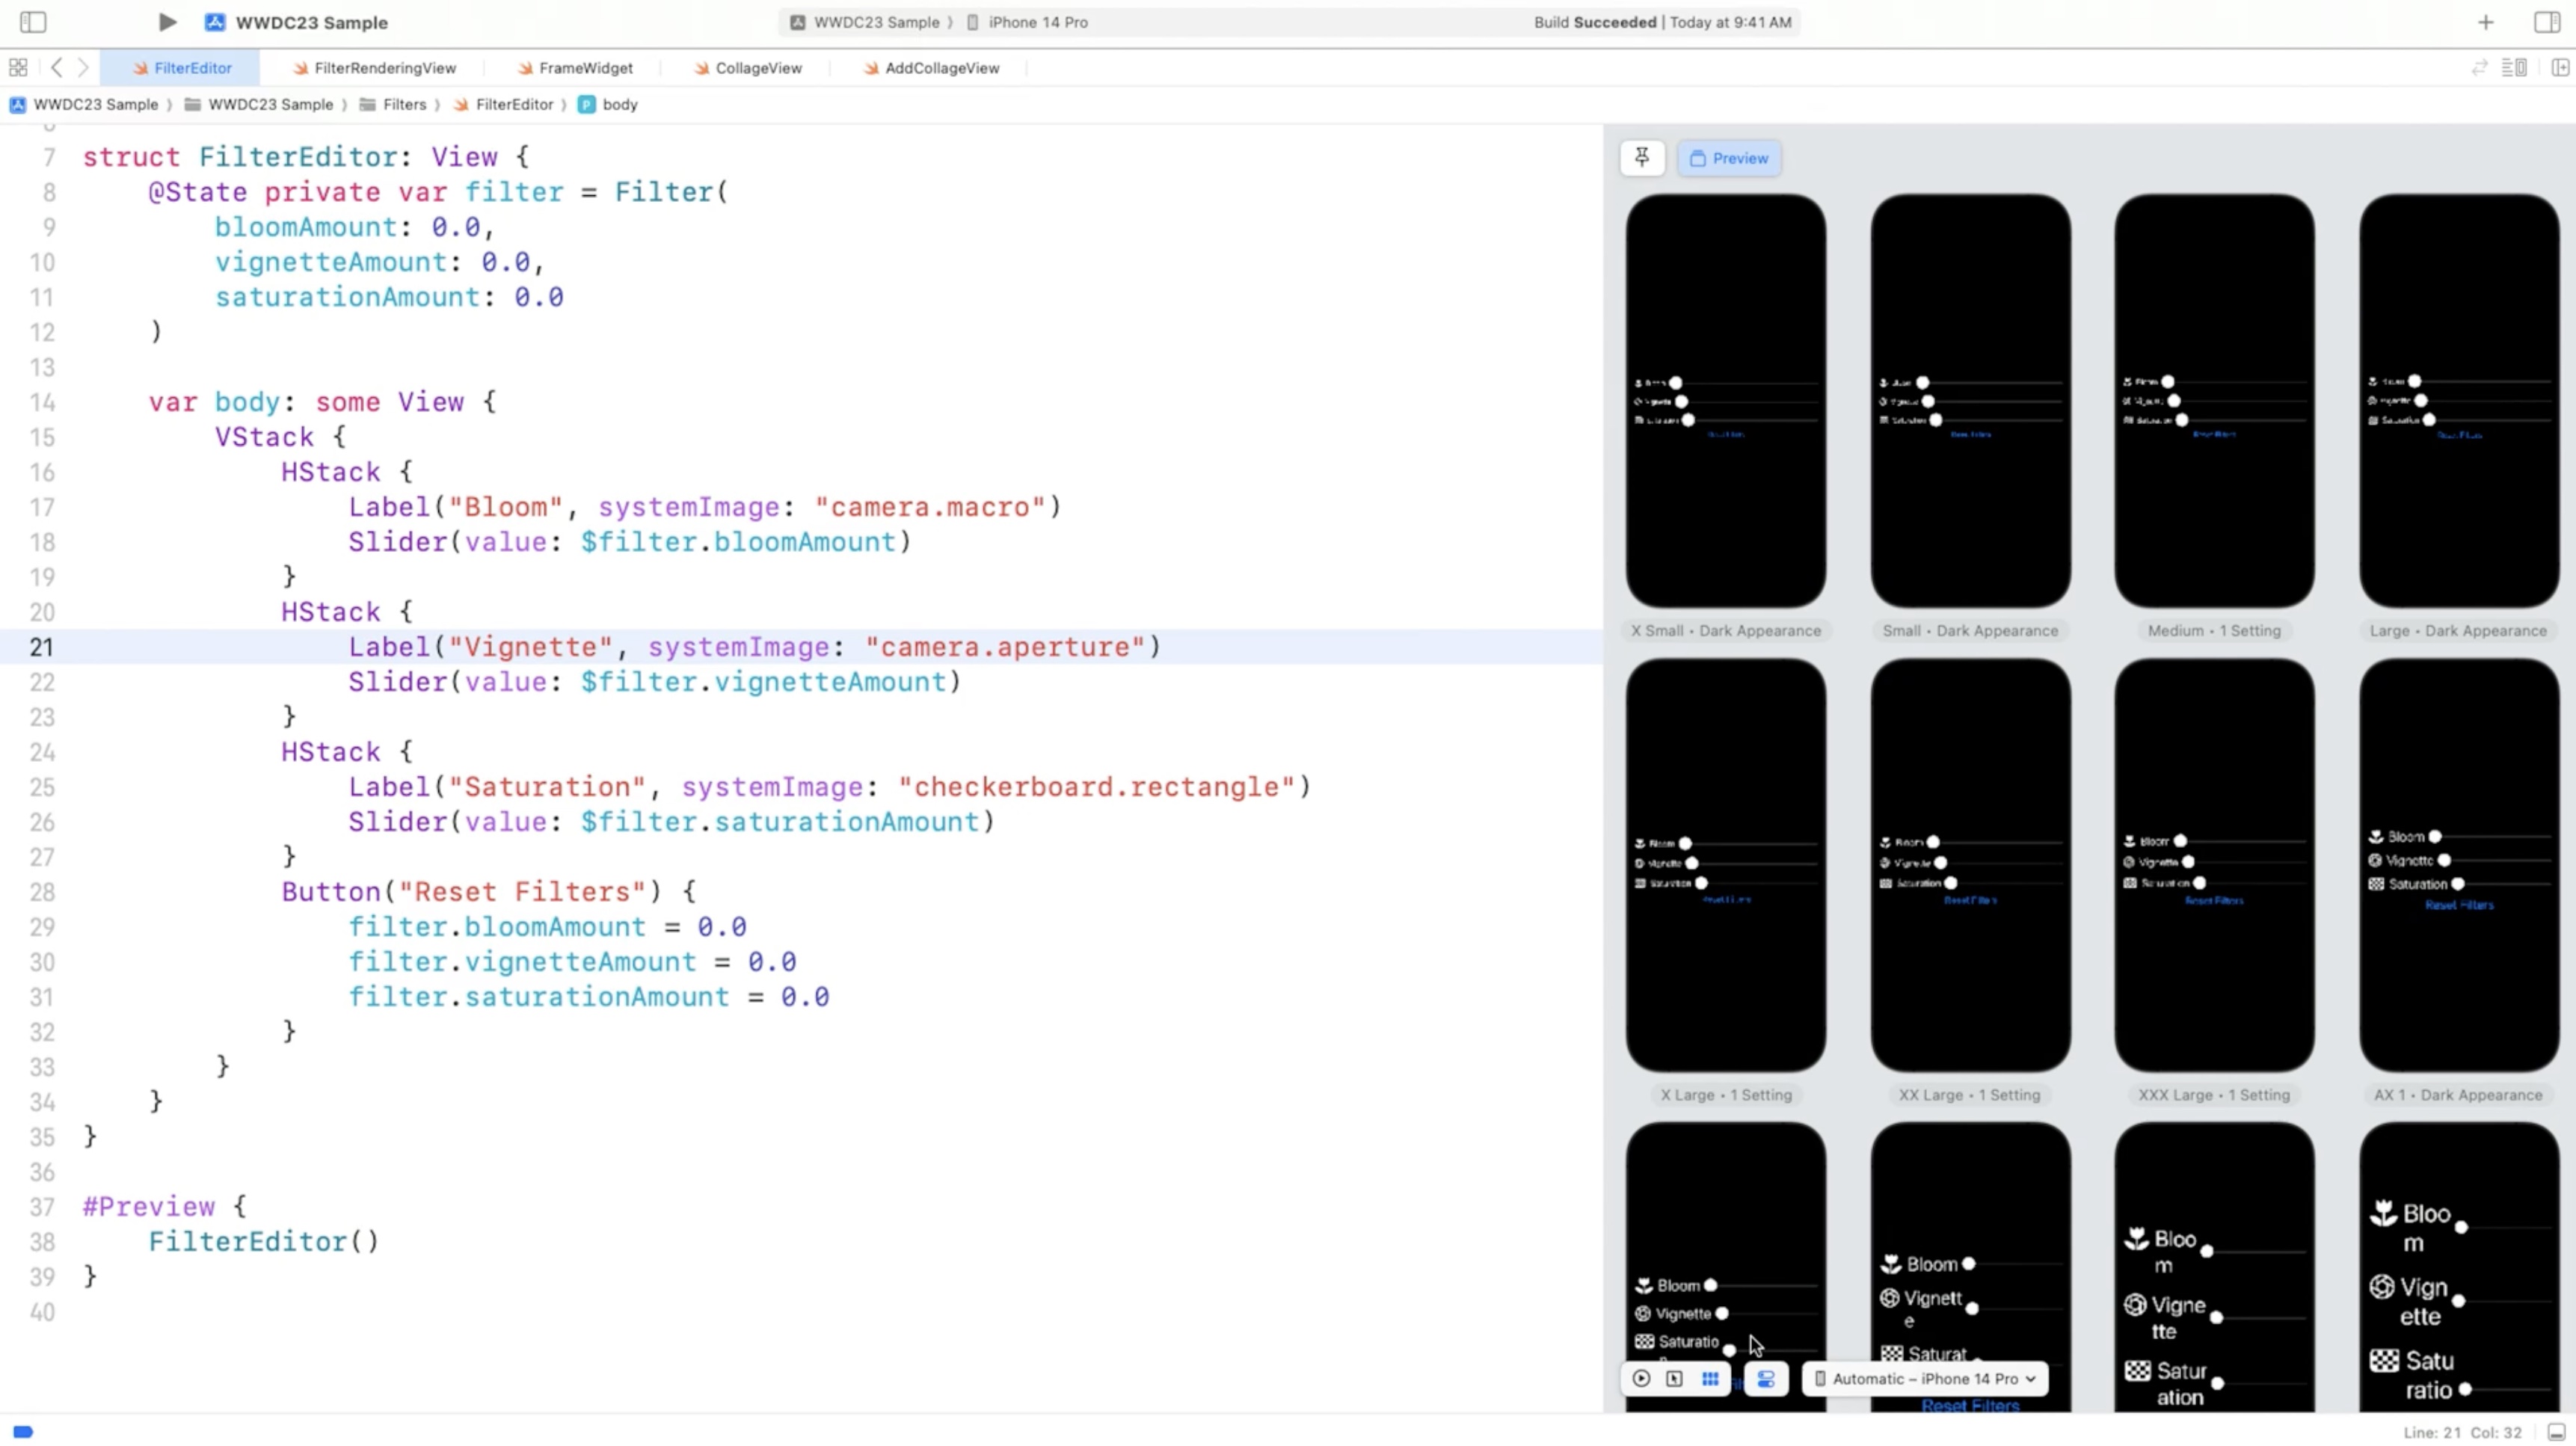 WWDC23 Sample
WWDC23 Sample 〉 iPhone 14 Pro
Build Succeeded | Today at 9:41 AM
FilterEditor
FilterRenderingView
FrameWidget
CollageView
AddCollageView
WWDC23 Sample 〉 WWDC23 Sample 〉 Filters 〉 FilterEditor 〉 P body
7 struct FilterEditor: View {
8 @State private var filter = Filter(
9 bloomAmount: 0.0,
10 vignetteAmount: 0.0,
11 saturationAmount: 0.0
12 )
13
14 var body: some View {
15 VStack {
16 HStack {
17 Label("Bloom", systemImage: "camera.macro")
18 Slider(value: $filter.bloomAmount)
19 }
20 HStack {
21 Label("Vignette", systemImage: "camera.aperture")
22 Slider(value: $filter.vignetteAmount)
23 }
24 HStack {
25 Label("Saturation", systemImage: "checkerboard.rectangle")
26 Slider(value: $filter.saturationAmount)
27 }
28 Button("Reset Filters") {
29 filter.bloomAmount = 0.0
30 filter.vignetteAmount = 0.0
31 filter.saturationAmount = 0.0
32 }
33 }
34 }
35 }
36
37 #Preview {
38 FilterEditor()
39 }
40
Preview
X Small • Dark Appearance
Small • Dark Appearance
Medium • 1 Setting
Large • Dark Appearance
Bloom
Vignette
Saturation
Reset Filters
X Large • 1 Setting
XX Large • 1 Setting
XXX Large • 1 Setting
AX 1 • Dark Appearance
Bloom
Vignette
Saturatio
Bloom
Vignett
e
Saturat
Reset Filters
Bloo
m
Vigne
tte
Satur
ation
Bloo
m
Vign
ette
Satu
ratio
Automatic – iPhone 14 Pro
Line: 21 Col: 32